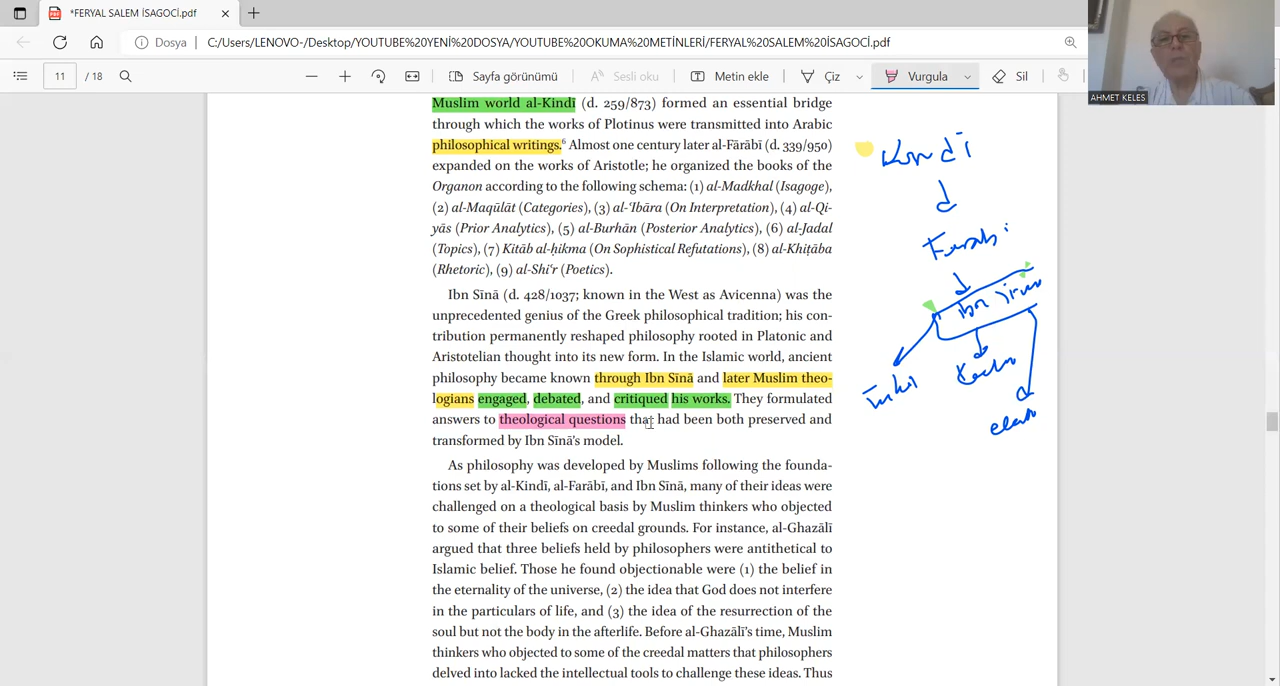 *FERYAL SALEM İSAGOCİ.pdf
Dosya C:/Users/LENOVO-/Desktop/YOUTUBE%20YENİ%20DOSYA/YOUTUBE%20OKUMA%20METİNLERİ/FERYAL%20SALEM%20İSAGOCİ.pdf
11 / 18 Sayfa görünümü Sesli oku Metin ekle Çiz Vurgula Sil
AHMET KELES
Muslim world al-Kindī (d. 259/873) formed an essential bridge
through which the works of Plotinus were transmitted into Arabic
philosophical writings.⁶ Almost one century later al-Fārābī (d. 339/950)
expanded on the works of Aristotle; he organized the books of the
Organon according to the following schema: (1) al-Madkhal (Isagoge),
(2) al-Maqūlāt (Categories), (3) al-ʿIbāra (On Interpretation), (4) al-Qi-
yās (Prior Analytics), (5) al-Burhān (Posterior Analytics), (6) al-Jadal
(Topics), (7) Kitāb al-ḥikma (On Sophistical Refutations), (8) al-Khiṭāba
(Rhetoric), (9) al-Shiʿr (Poetics).
Ibn Sīnā (d. 428/1037; known in the West as Avicenna) was the
unprecedented genius of the Greek philosophical tradition; his con-
tribution permanently reshaped philosophy rooted in Platonic and
Aristotelian thought into its new form. In the Islamic world, ancient
philosophy became known through Ibn Sīnā and later Muslim theo-
logians engaged, debated, and critiqued his works. They formulated
answers to theological questions that had been both preserved and
transformed by Ibn Sīnā's model.
As philosophy was developed by Muslims following the founda-
tions set by al-Kindī, al-Farābī, and Ibn Sīnā, many of their ideas were
challenged on a theological basis by Muslim thinkers who objected
to some of their beliefs on creedal grounds. For instance, al-Ghazālī
argued that three beliefs held by philosophers were antithetical to
Islamic belief. Those he found objectionable were (1) the belief in
the eternality of the universe, (2) the idea that God does not interfere
in the particulars of life, and (3) the idea of the resurrection of the
soul but not the body in the afterlife. Before al-Ghazālī's time, Muslim
thinkers who objected to some of the creedal matters that philosophers
delved into lacked the intellectual tools to challenge these ideas. Thus
Kındī
Farabi
ibn sina